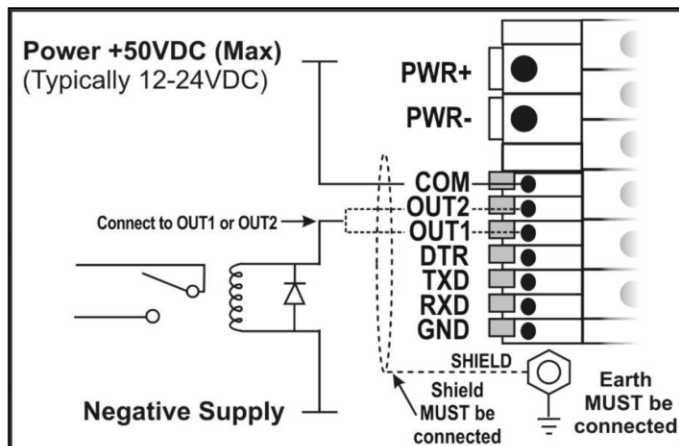 Power +50VDC (Max)
(Typically 12-24VDC)
PWR+
PWR-
COM
OUT2
Connect to OUT1 or OUT2
OUT1
DTR
TXD
RXD
GND
SHIELD
Shield
MUST be
connected
Earth
MUST be
connected
Negative Supply